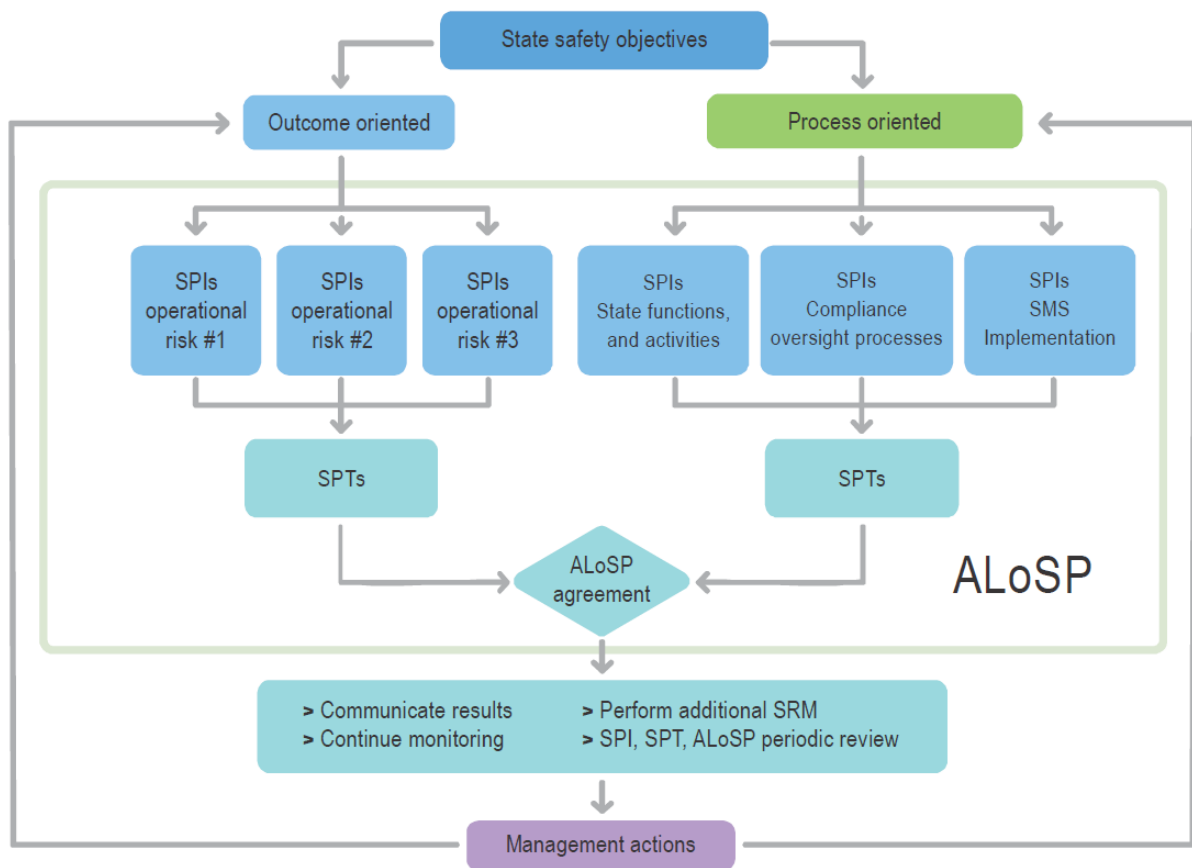 State safety objectives
Outcome oriented
Process oriented
SPIs
operational
risk #1
SPIs
operational
risk #2
SPIs
operational
risk #3
SPIs
State functions,
and activities
SPIs
Compliance
oversight processes
SPIs
SMS
Implementation
SPTs
SPTs
ALoSP
agreement
ALoSP
> Communicate results
> Continue monitoring
> Perform additional SRM
> SPI, SPT, ALoSP periodic review
Management actions